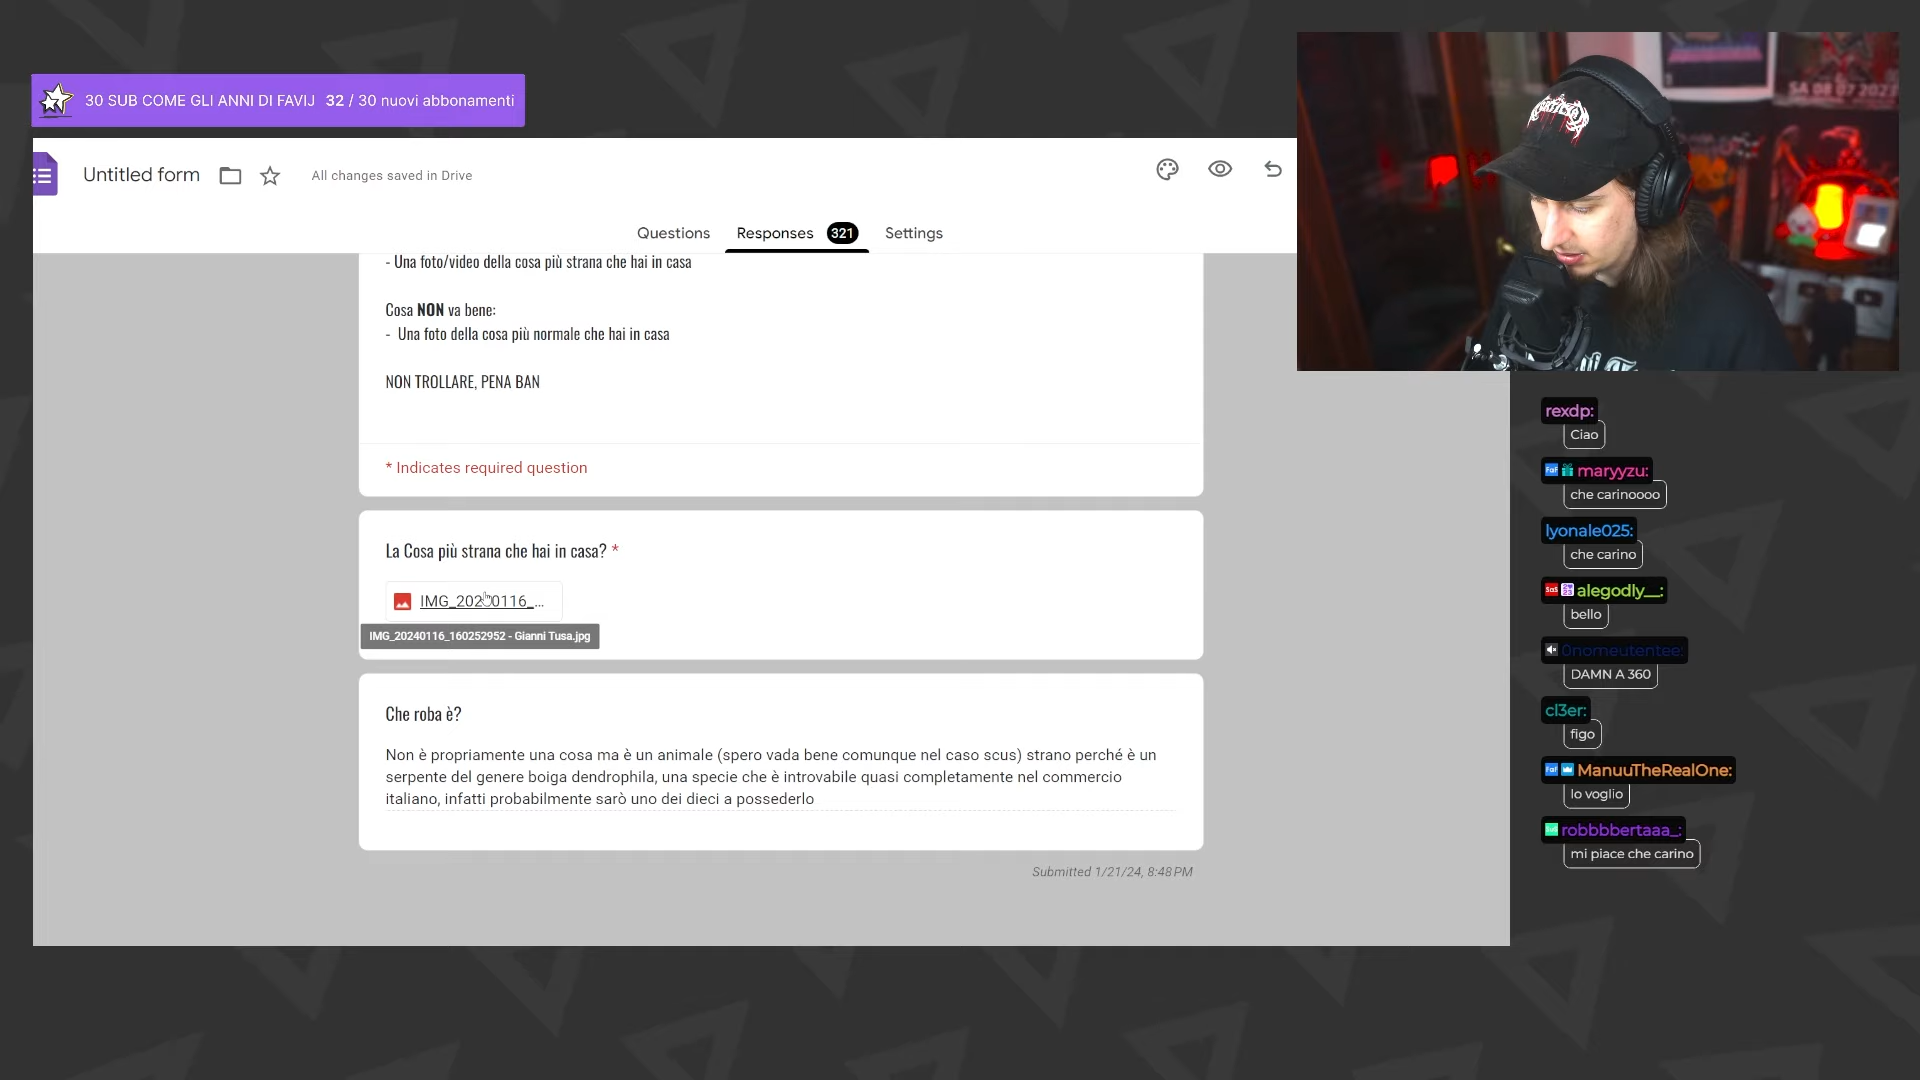 30 SUB COME GLI ANNI DI FAVIJ 32 / 30 nuovi abbonamenti
Untitled form
All changes saved in Drive
Questions
Responses 321
Settings
- Una foto/video della cosa più strana che hai in casa
Cosa NON va bene:
- Una foto della cosa più normale che hai in casa
NON TROLLARE, PENA BAN
* Indicates required question
La Cosa più strana che hai in casa? *
IMG_20240116_...
IMG_20240116_160252952 - Gianni Tusa.jpg
Che roba è?
Non è propriamente una cosa ma è un animale (spero vada bene comunque nel caso scus) strano perché è un
serpente del genere boiga dendrophila, una specie che è introvabile quasi completamente nel commercio
italiano, infatti probabilmente sarò uno dei dieci a possederlo
Submitted 1/21/24, 8:48 PM
SA 08 07 2023
rexdp:
Ciao
maryyzu:
che carinoooo
lyonale025:
che carino
alegodly__:
bello
0nomeutentee:
DAMN A 360
cl3er:
figo
ManuuTheRealOne:
lo voglio
robbbbertaaa_:
mi piace che carino